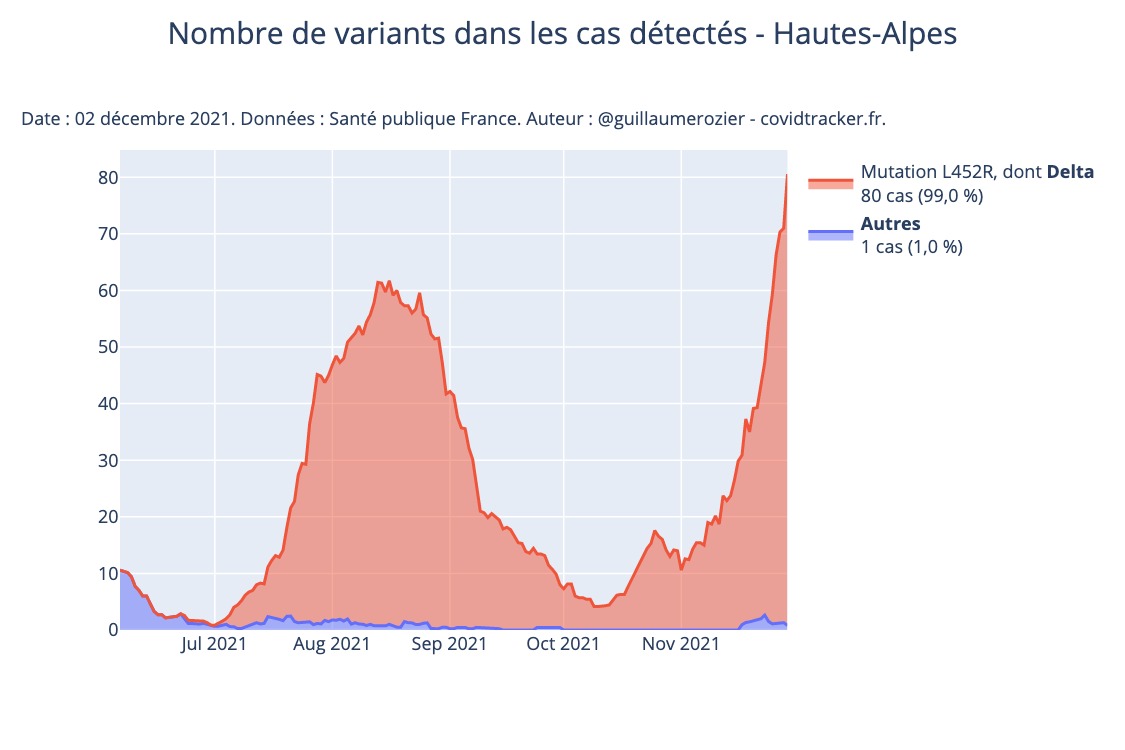 Nombre de variants dans les cas détectés - Hautes-Alpes
Date : 02 décembre 2021. Données : Santé publique France. Auteur : @guillaumerozier - covidtracker.fr.
80
70
60
50
40
30
20
10
0
Jul 2021
Aug 2021
Sep 2021
Oct 2021
Nov 2021
Mutation L452R, dont Delta
80 cas (99,0 %)
Autres
1 cas (1,0 %)